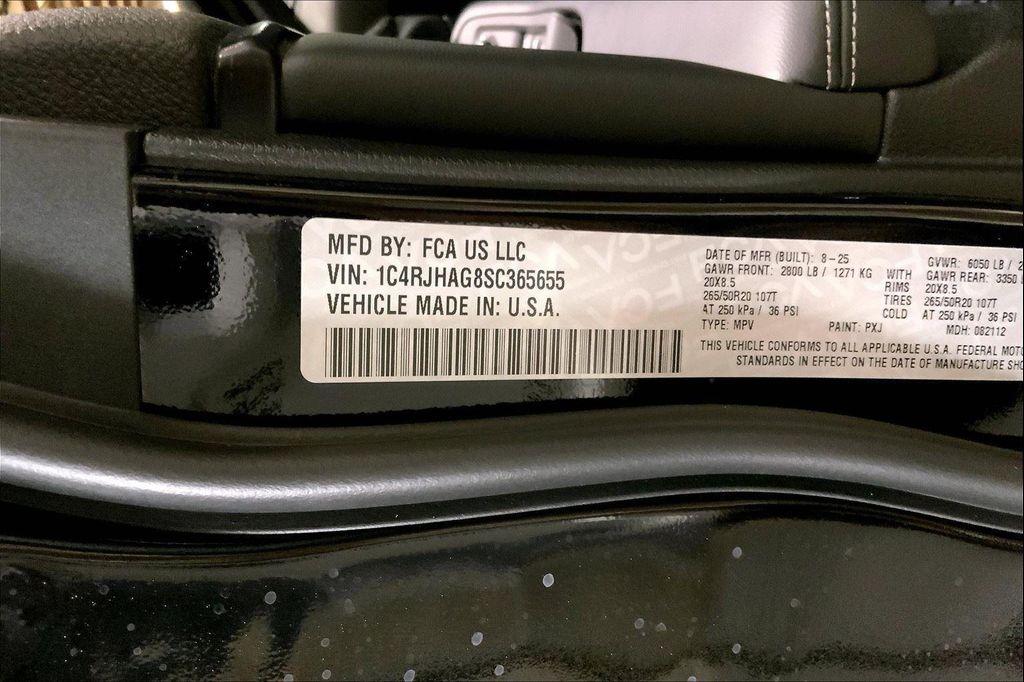 MFD BY: FCA US LLC
VIN: 1C4RJHAG8SC365655
VEHICLE MADE IN: U.S.A.
DATE OF MFR (BUILT): 8-25
GVWR: 6050 LB /
GAWR FRONT: 2800 LB / 1271 KG
WITH
GAWR REAR: 3350
20X8.5
RIMS
20X8.5
265/50R20 107T
TIRES
265/50R20 107T
AT 250 kPa / 36 PSI
COLD
AT 250 kPa / 36 PSI
TYPE: MPV
PAINT: PXJ
MDH: 082112
THIS VEHICLE CONFORMS TO ALL APPLICABLE U.S.A. FEDERAL
STANDARDS IN EFFECT ON THE DATE OF MANUFACTURE